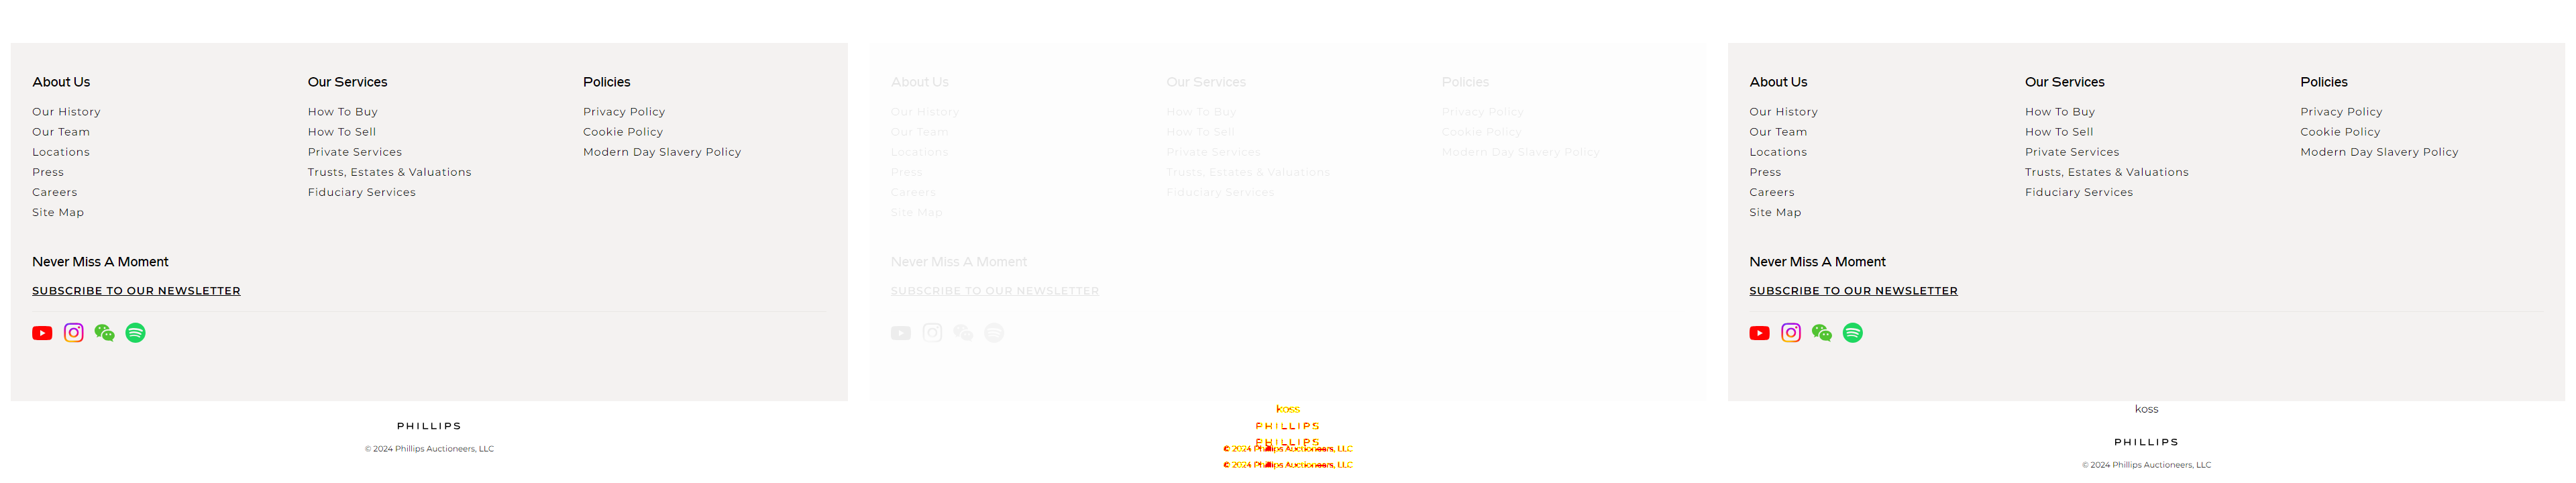 About Us
Our History
Our Team
Locations
Press
Careers
Site Map
Our Services
How To Buy
How To Sell
Private Services
Trusts, Estates & Valuations
Fiduciary Services
Policies
Privacy Policy
Cookie Policy
Modern Day Slavery Policy
Never Miss A Moment
SUBSCRIBE TO OUR NEWSLETTER
PHILLIPS
© 2024 Phillips Auctioneers, LLC
About Us
Our History
Our Team
Locations
Press
Careers
Site Map
Our Services
How To Buy
How To Sell
Private Services
Trusts, Estates & Valuations
Fiduciary Services
Policies
Privacy Policy
Cookie Policy
Modern Day Slavery Policy
Never Miss A Moment
SUBSCRIBE TO OUR NEWSLETTER
koss
PHILLIPS
PHILLIPS
© 2024 Phillips Auctioneers, LLC
© 2024 Phillips Auctioneers, LLC
About Us
Our History
Our Team
Locations
Press
Careers
Site Map
Our Services
How To Buy
How To Sell
Private Services
Trusts, Estates & Valuations
Fiduciary Services
Policies
Privacy Policy
Cookie Policy
Modern Day Slavery Policy
Never Miss A Moment
SUBSCRIBE TO OUR NEWSLETTER
koss
PHILLIPS
© 2024 Phillips Auctioneers, LLC